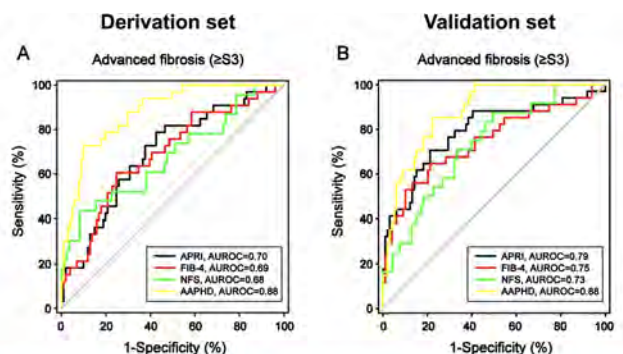 Derivation set
Validation set
A
Advanced fibrosis (≥S3)
Sensitivity (%)
100
80
60
40
20
0
APRI, AUROC=0.70
FIB-4, AUROC=0.69
NFS, AUROC=0.68
AAPHD, AUROC=0.88
0 20 40 60 80 100
1-Specificity (%)
B
Advanced fibrosis (≥S3)
Sensitivity (%)
100
80
60
40
20
0
APRI, AUROC=0.79
FIB-4, AUROC=0.75
NFS, AUROC=0.73
AAPHD, AUROC=0.88
0 20 40 60 80 100
1-Specificity (%)